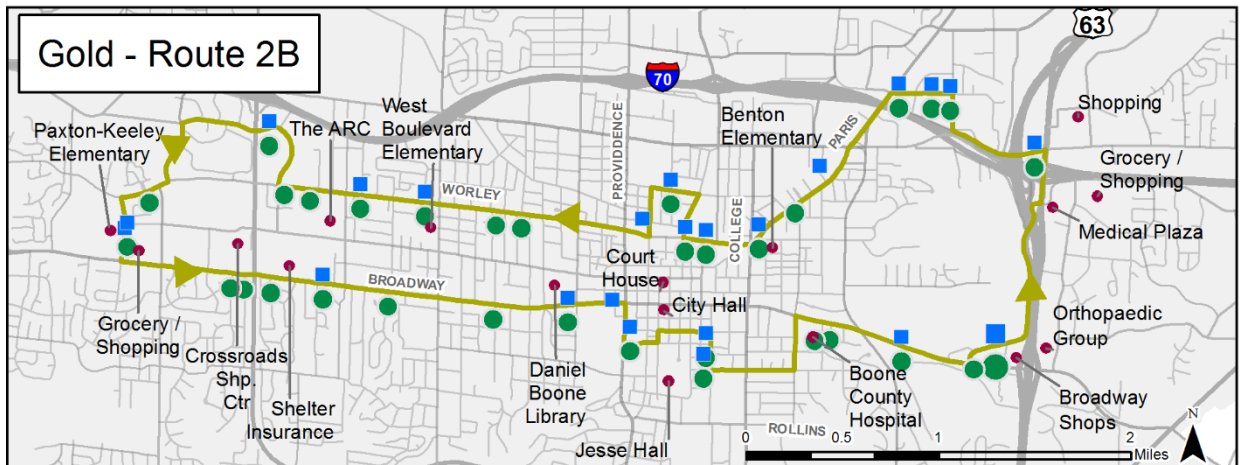 Gold - Route 2B
63
70
Paxton-Keeley
Elementary
The ARC
West
Boulevard
Elementary
PROVIDDENCE
Benton
Elementary
PARIS
Shopping
Grocery /
Shopping
Medical Plaza
WORLEY
COLLEGE
BROADWAY
Court
House
City Hall
Grocery /
Shopping
Crossroads
Shp.
Ctr
Shelter
Insurance
Daniel
Boone
Library
Jesse Hall
Boone
County
Hospital
Orthopaedic
Group
Broadway
Shops
ROLLINS
0 0.5 1 2
Miles
N